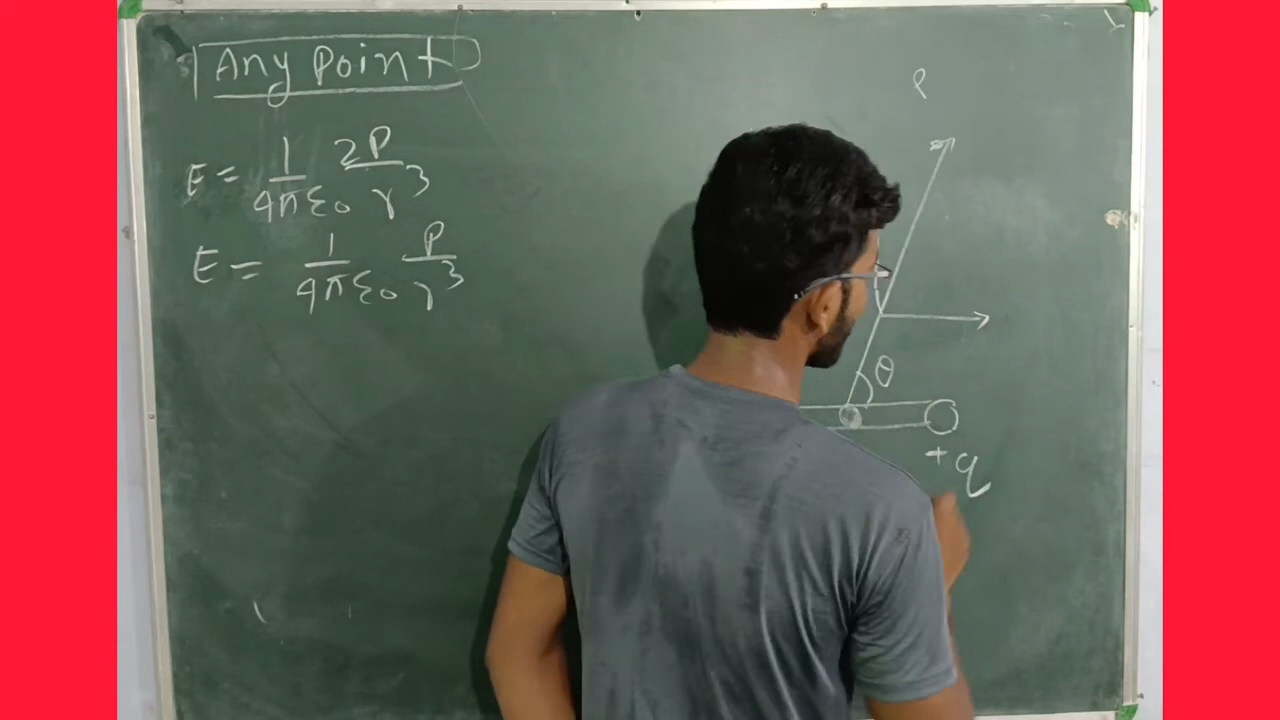 Any Point
E = 1/4πε₀ 2P/r³
E = 1/4πε₀ P/r³
P
θ
+q